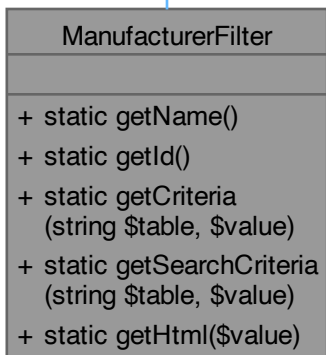 ManufacturerFilter
+ static getName()
+ static getId()
+ static getCriteria
(string $table, $value)
+ static getSearchCriteria
(string $table, $value)
+ static getHtml($value)